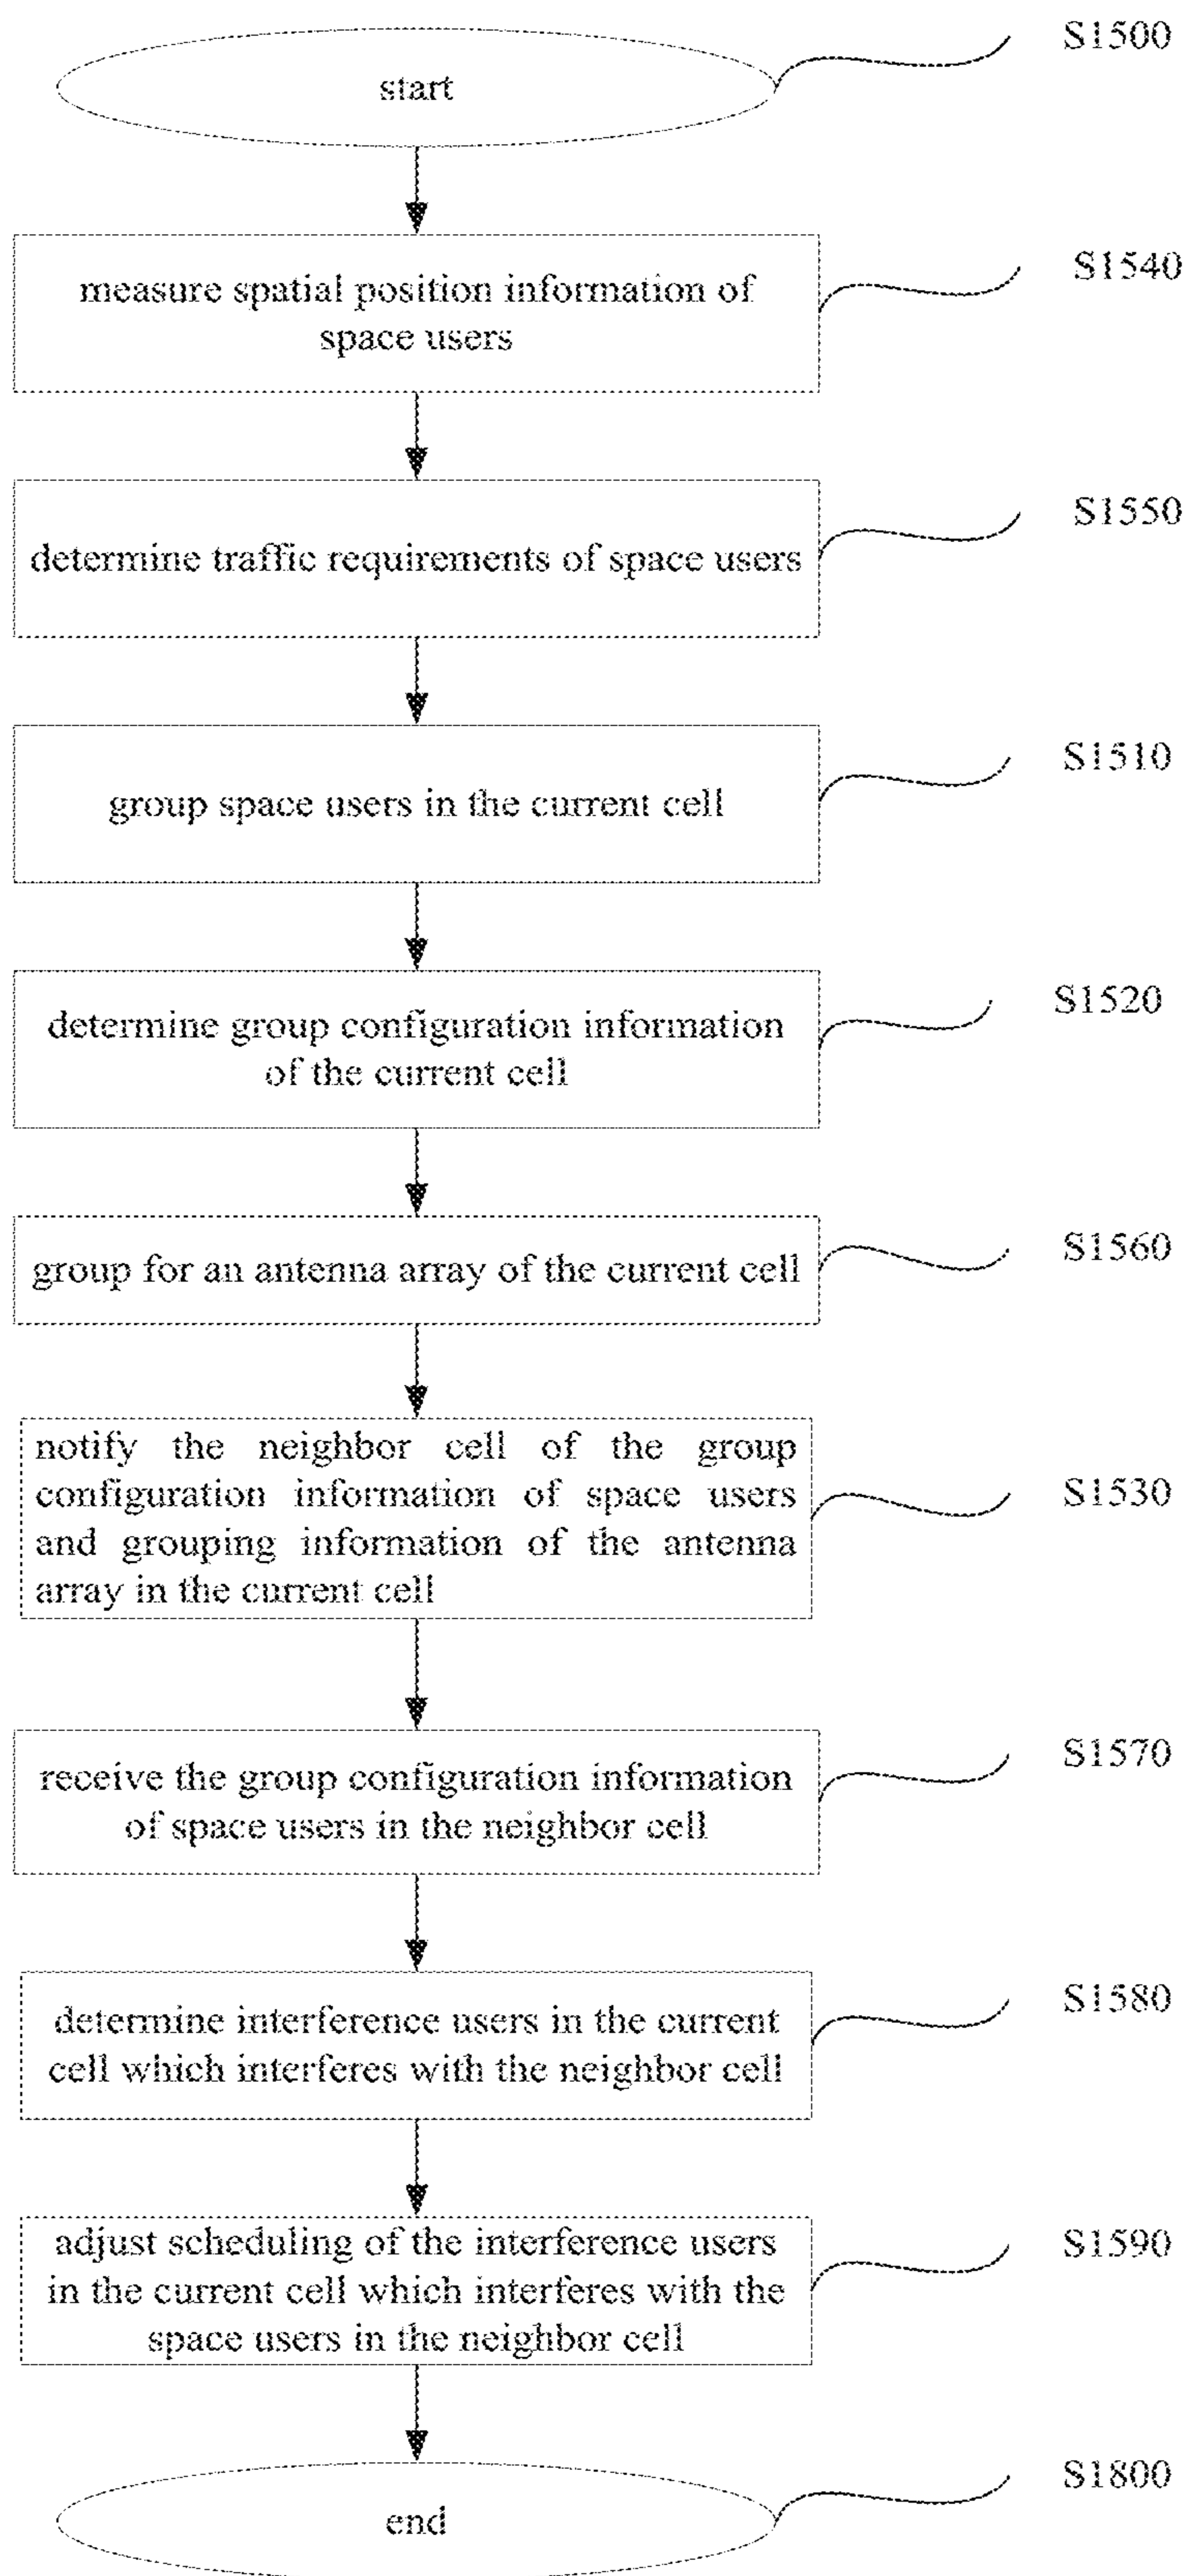 S1500
start
S1540
measure spatial position information of
space users
S1550
determine traffic requirements of space users
S1510
group space users in the current cell
S1520
determine group configuration information
of the current cell
S1560
group for an antenna array of the current cell
notify the neighbor cell of the group
configuration information of space users
S1530
and grouping information of the antenna
array in the current cell
S1570
receive the group configuration information
of space users in the neighbor cell
S1580
determine interference users in the current
cell which interferes with the neighbor cell
S1590
adjust scheduling of the interference users
in the current cell which interferes with the
space users in the neighbor cell
S1800
end